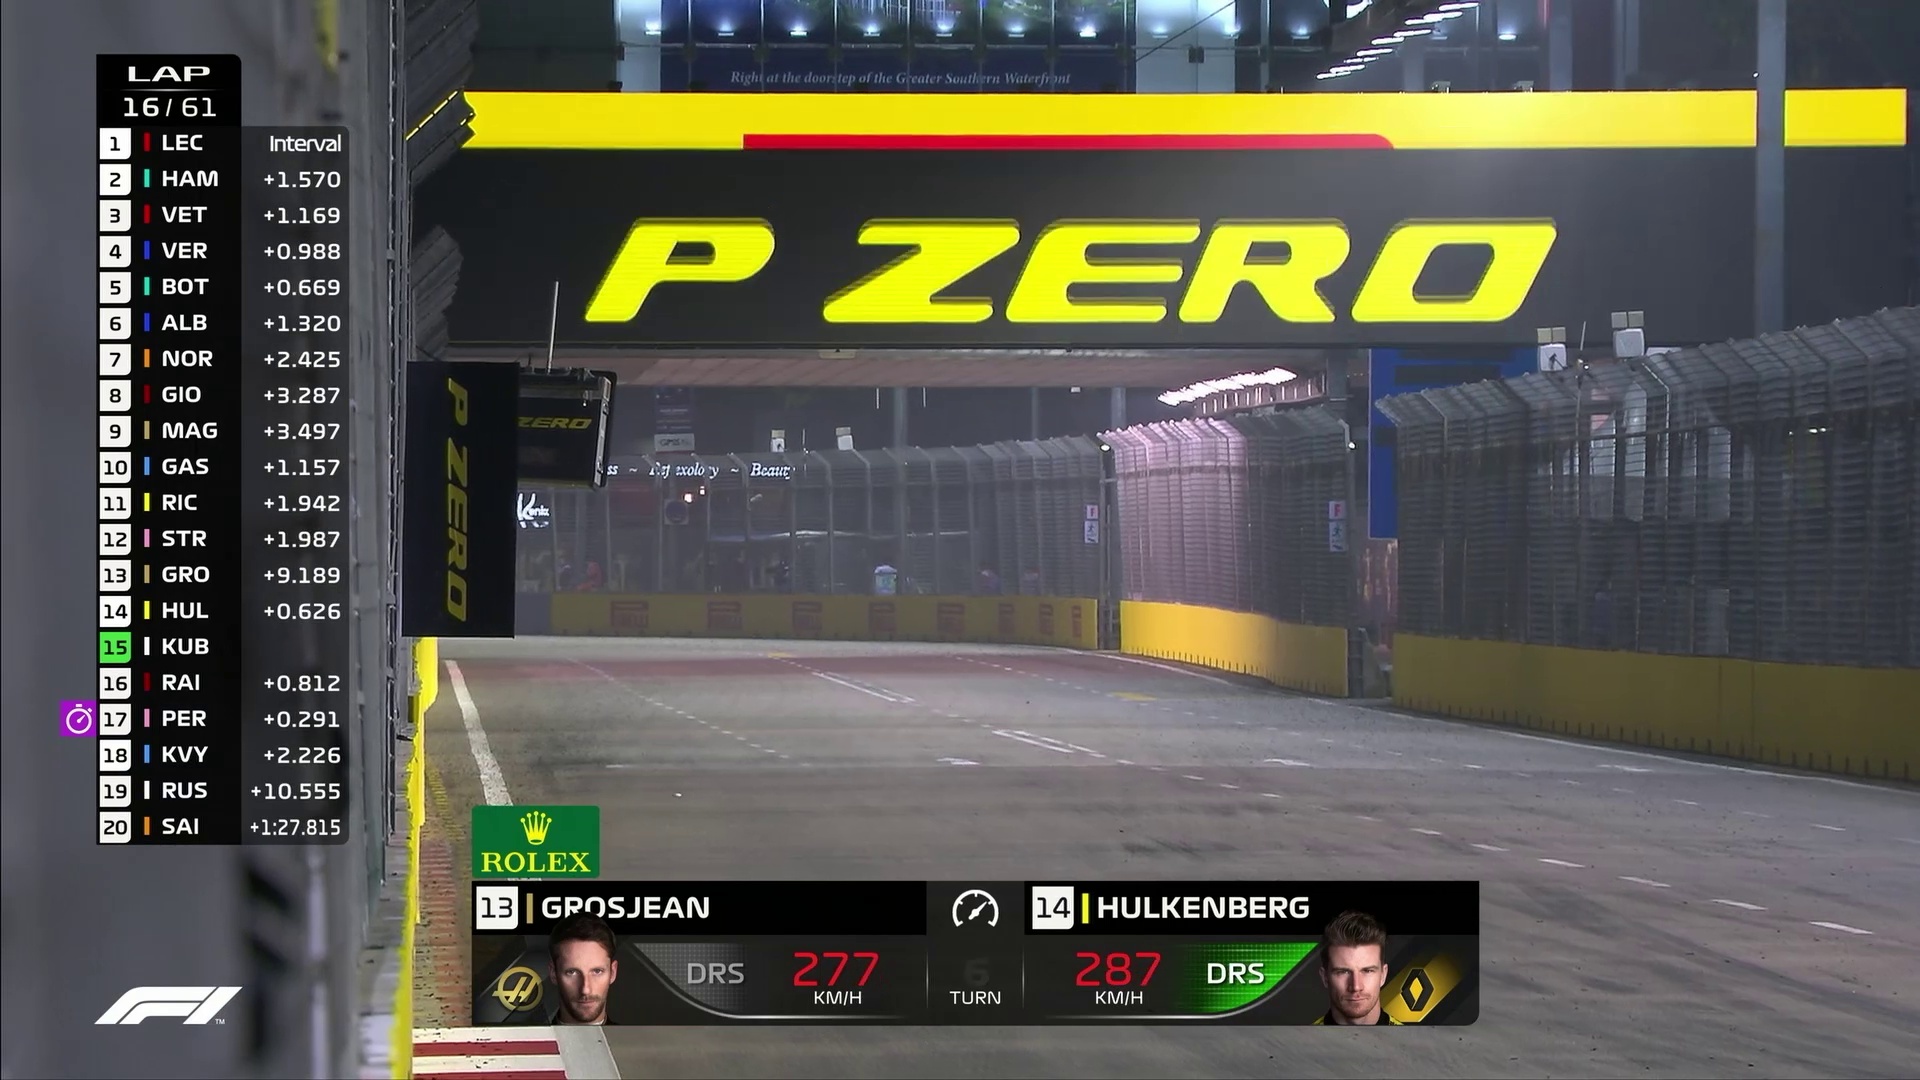 Right at the doorstep of the Greater Southern Waterfront
LAP
16/61
1 LEC Interval
2 HAM +1.570
3 VET +1.169
4 VER +0.988
5 BOT +0.669
6 ALB +1.320
7 NOR +2.425
8 GIO +3.287
9 MAG +3.497
10 GAS +1.157
11 RIC +1.942
12 STR +1.987
13 GRO +9.189
14 HUL +0.626
15 KUB
16 RAI +0.812
17 PER +0.291
18 KVY +2.226
19 RUS +10.555
20 SAI +1:27.815
P ZERO
P ZERO
ZERO
~ Beauty
F
F
ROLEX
13 GROSJEAN
DRS 277
KM/H
6
TURN
14 HULKENBERG
287 DRS
KM/H
F1
TM